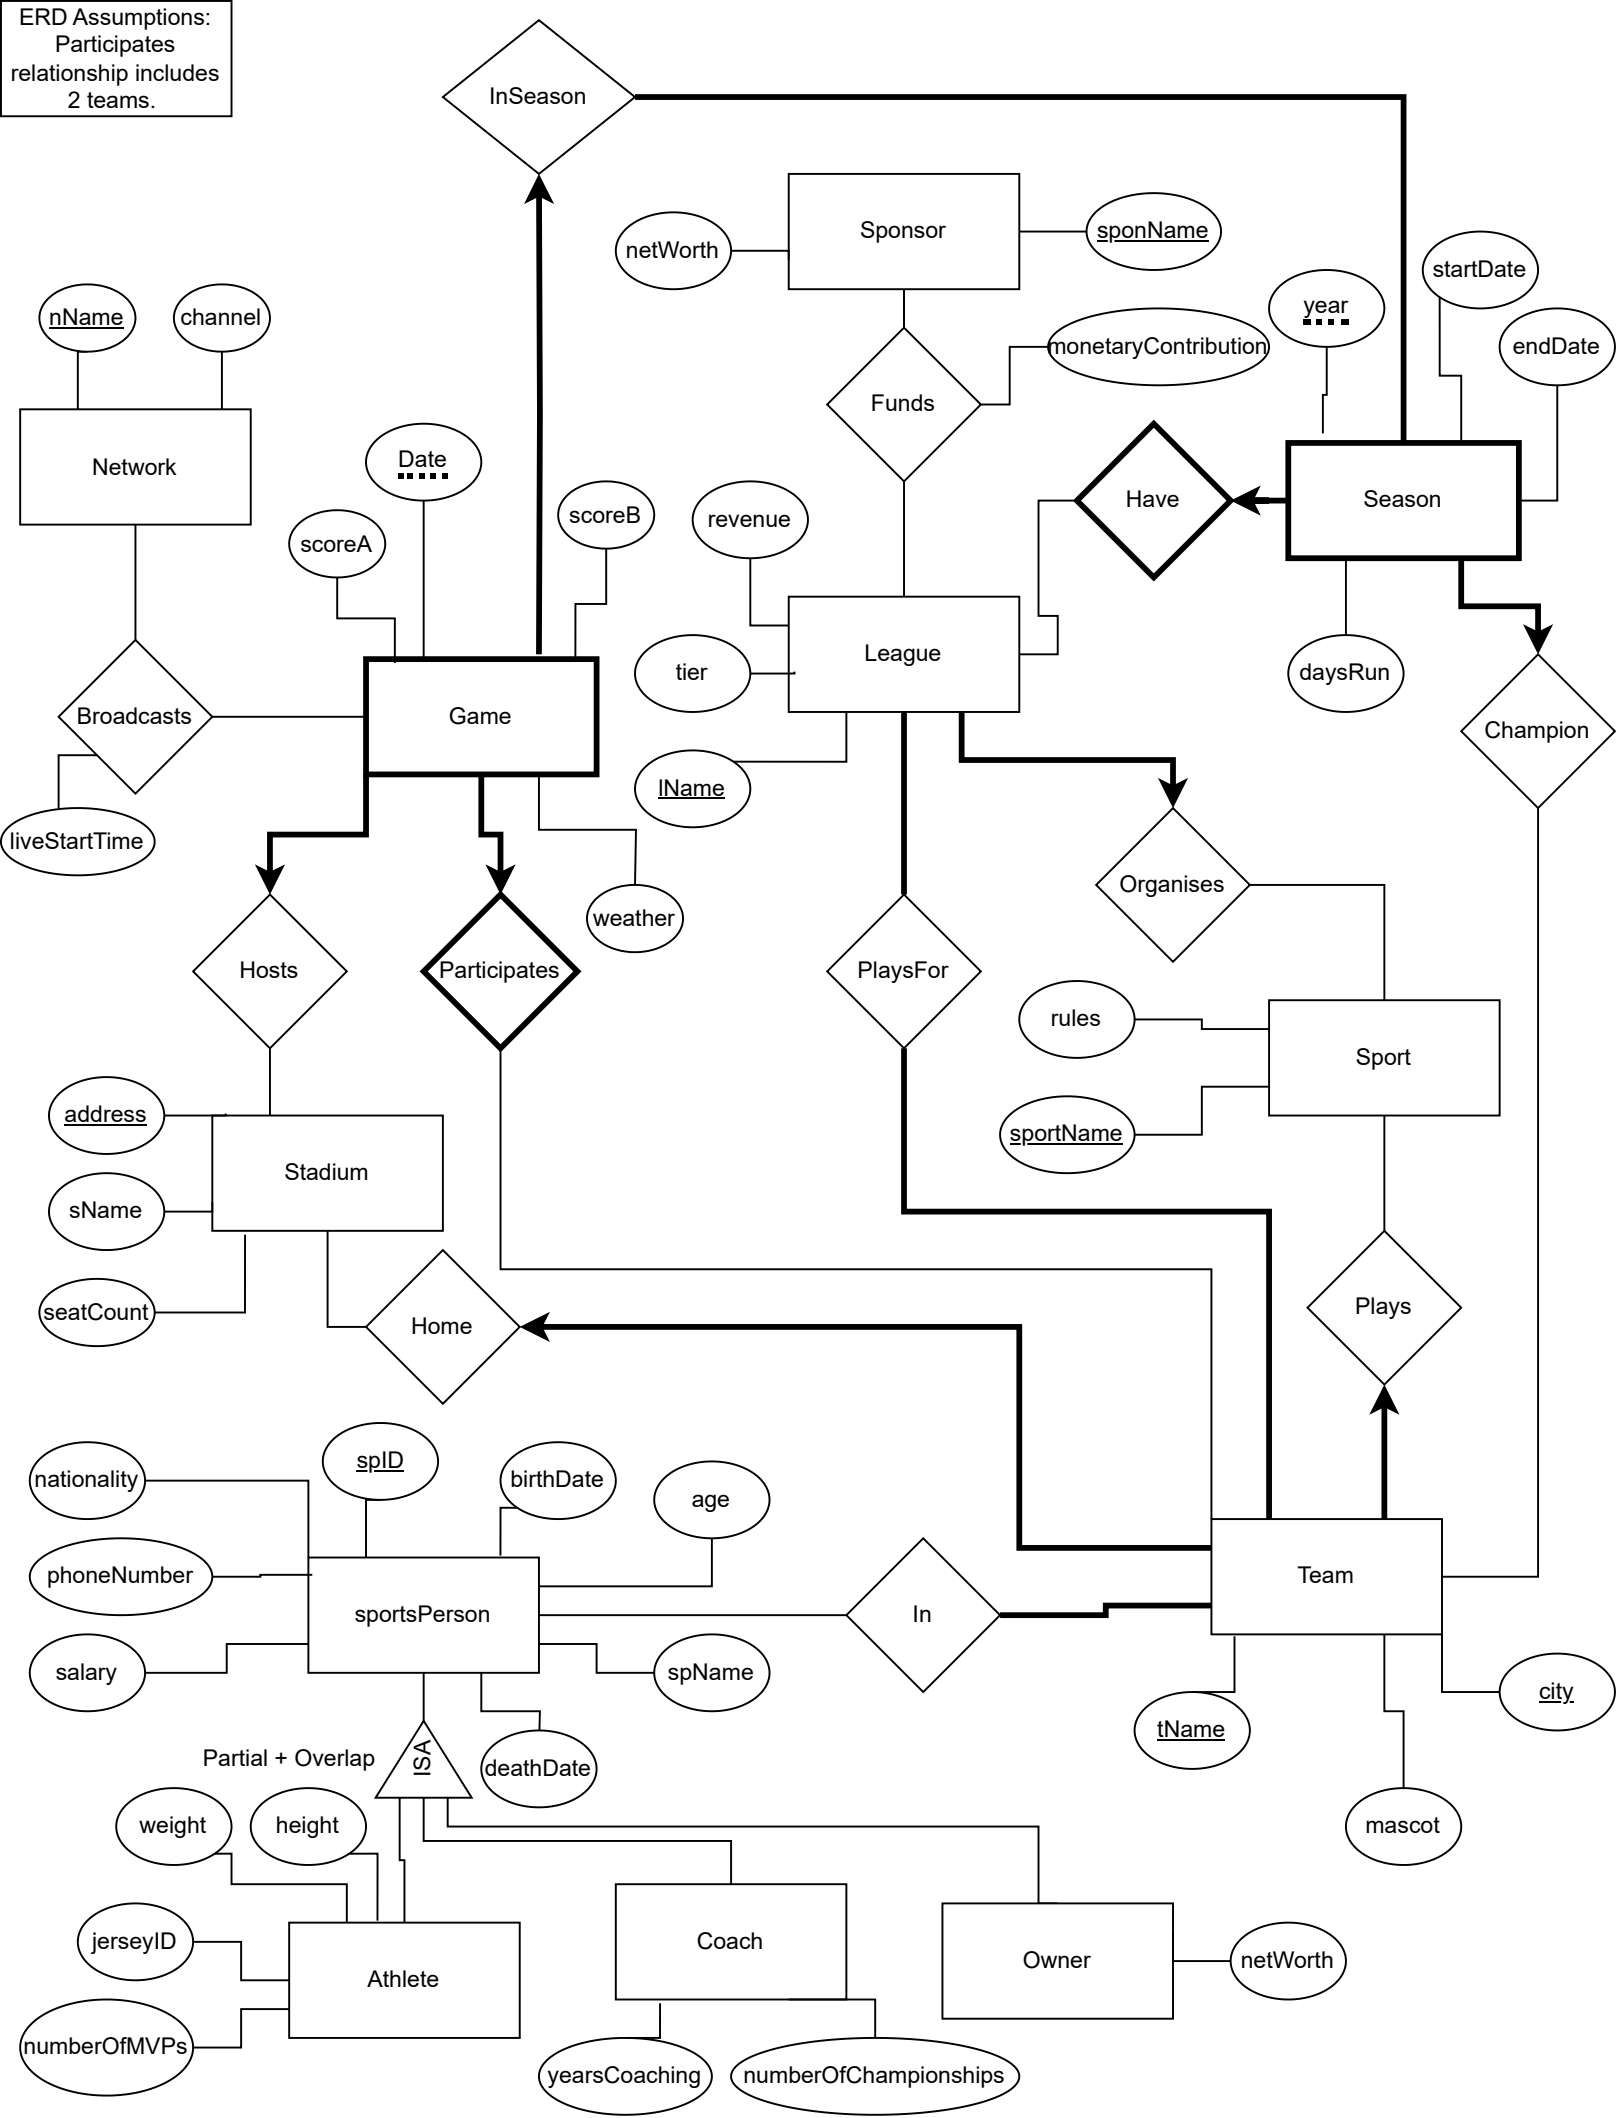 ERD Assumptions:
Participates
relationship includes
2 teams.
InSeason
Sponsor
netWorth
sponName
startDate
year
nName
channel
monetaryContribution
endDate
Funds
Network
Date
Have
Season
scoreA
scoreB
revenue
League
tier
daysRun
Broadcasts
Game
Champion
lName
liveStartTime
Organises
weather
Hosts
Participates
PlaysFor
rules
Sport
address
sportName
Stadium
sName
seatCount
Home
Plays
spID
nationality
birthDate
age
phoneNumber
Team
sportsPerson
In
salary
spName
city
tName
Partial + Overlap
ISA
deathDate
weight
height
mascot
jerseyID
Coach
Owner
netWorth
Athlete
numberOfMVPs
yearsCoaching
numberOfChampionships